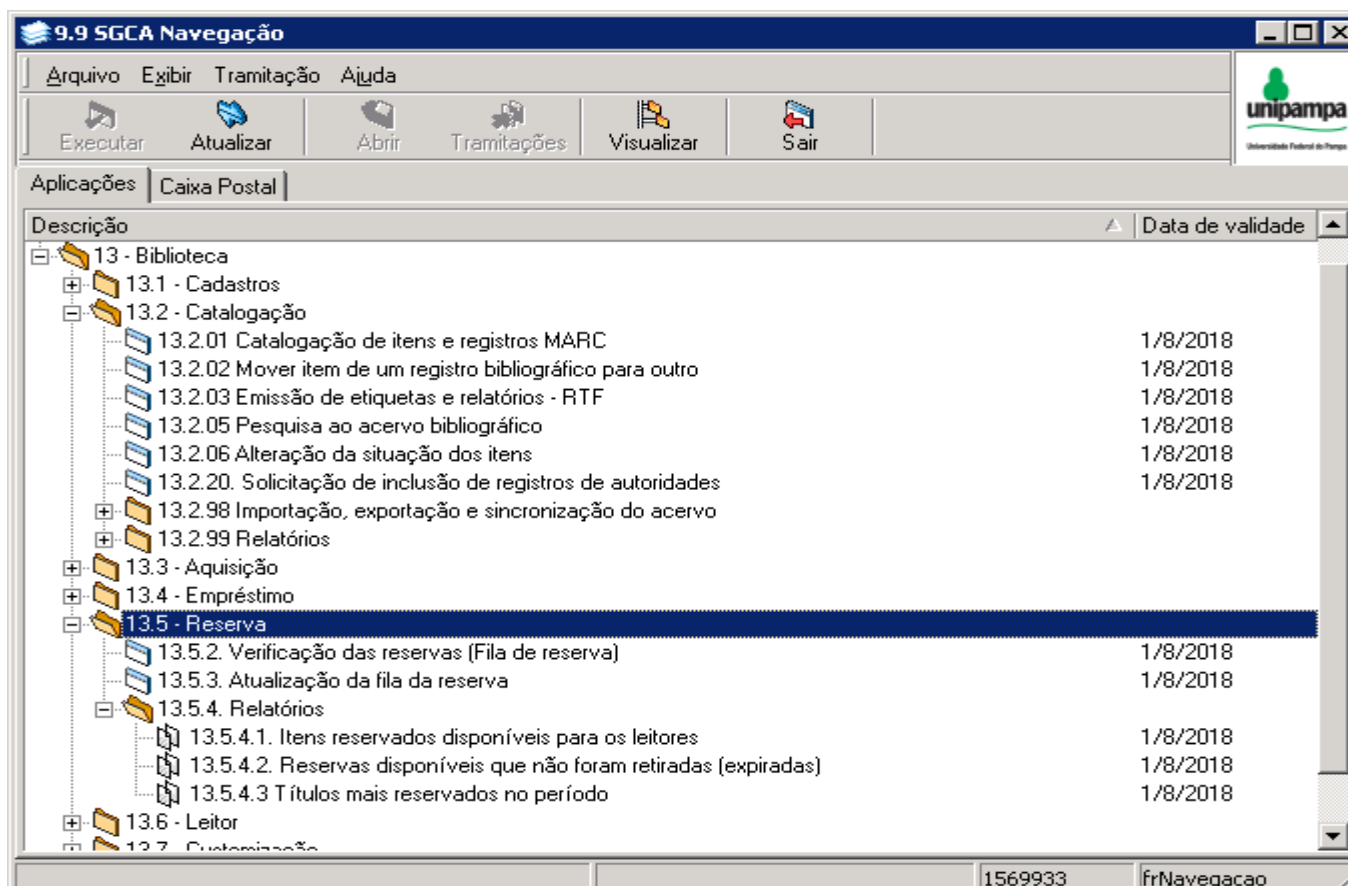 9.9 SGCA Navegação
Arquivo Exibir Tramitação Ajuda
Executar Atualizar Abrir Tramitações Visualizar Sair
unipampa
Universidade Federal do Pampa
Aplicações Caixa Postal
Descrição Data de validade
13 - Biblioteca
13.1 - Cadastros
13.2 - Catalogação
13.2.01 Catalogação de itens e registros MARC 1/8/2018
13.2.02 Mover item de um registro bibliográfico para outro 1/8/2018
13.2.03 Emissão de etiquetas e relatórios - RTF 1/8/2018
13.2.05 Pesquisa ao acervo bibliográfico 1/8/2018
13.2.06 Alteração da situação dos itens 1/8/2018
13.2.20. Solicitação de inclusão de registros de autoridades 1/8/2018
13.2.98 Importação, exportação e sincronização do acervo
13.2.99 Relatórios
13.3 - Aquisição
13.4 - Empréstimo
13.5 - Reserva
13.5.2. Verificação das reservas (Fila de reserva) 1/8/2018
13.5.3. Atualização da fila da reserva 1/8/2018
13.5.4. Relatórios
13.5.4.1. Itens reservados disponíveis para os leitores 1/8/2018
13.5.4.2. Reservas disponíveis que não foram retiradas (expiradas) 1/8/2018
13.5.4.3 Títulos mais reservados no período 1/8/2018
13.6 - Leitor
13.7 - Customização
1569933 frNavegacao